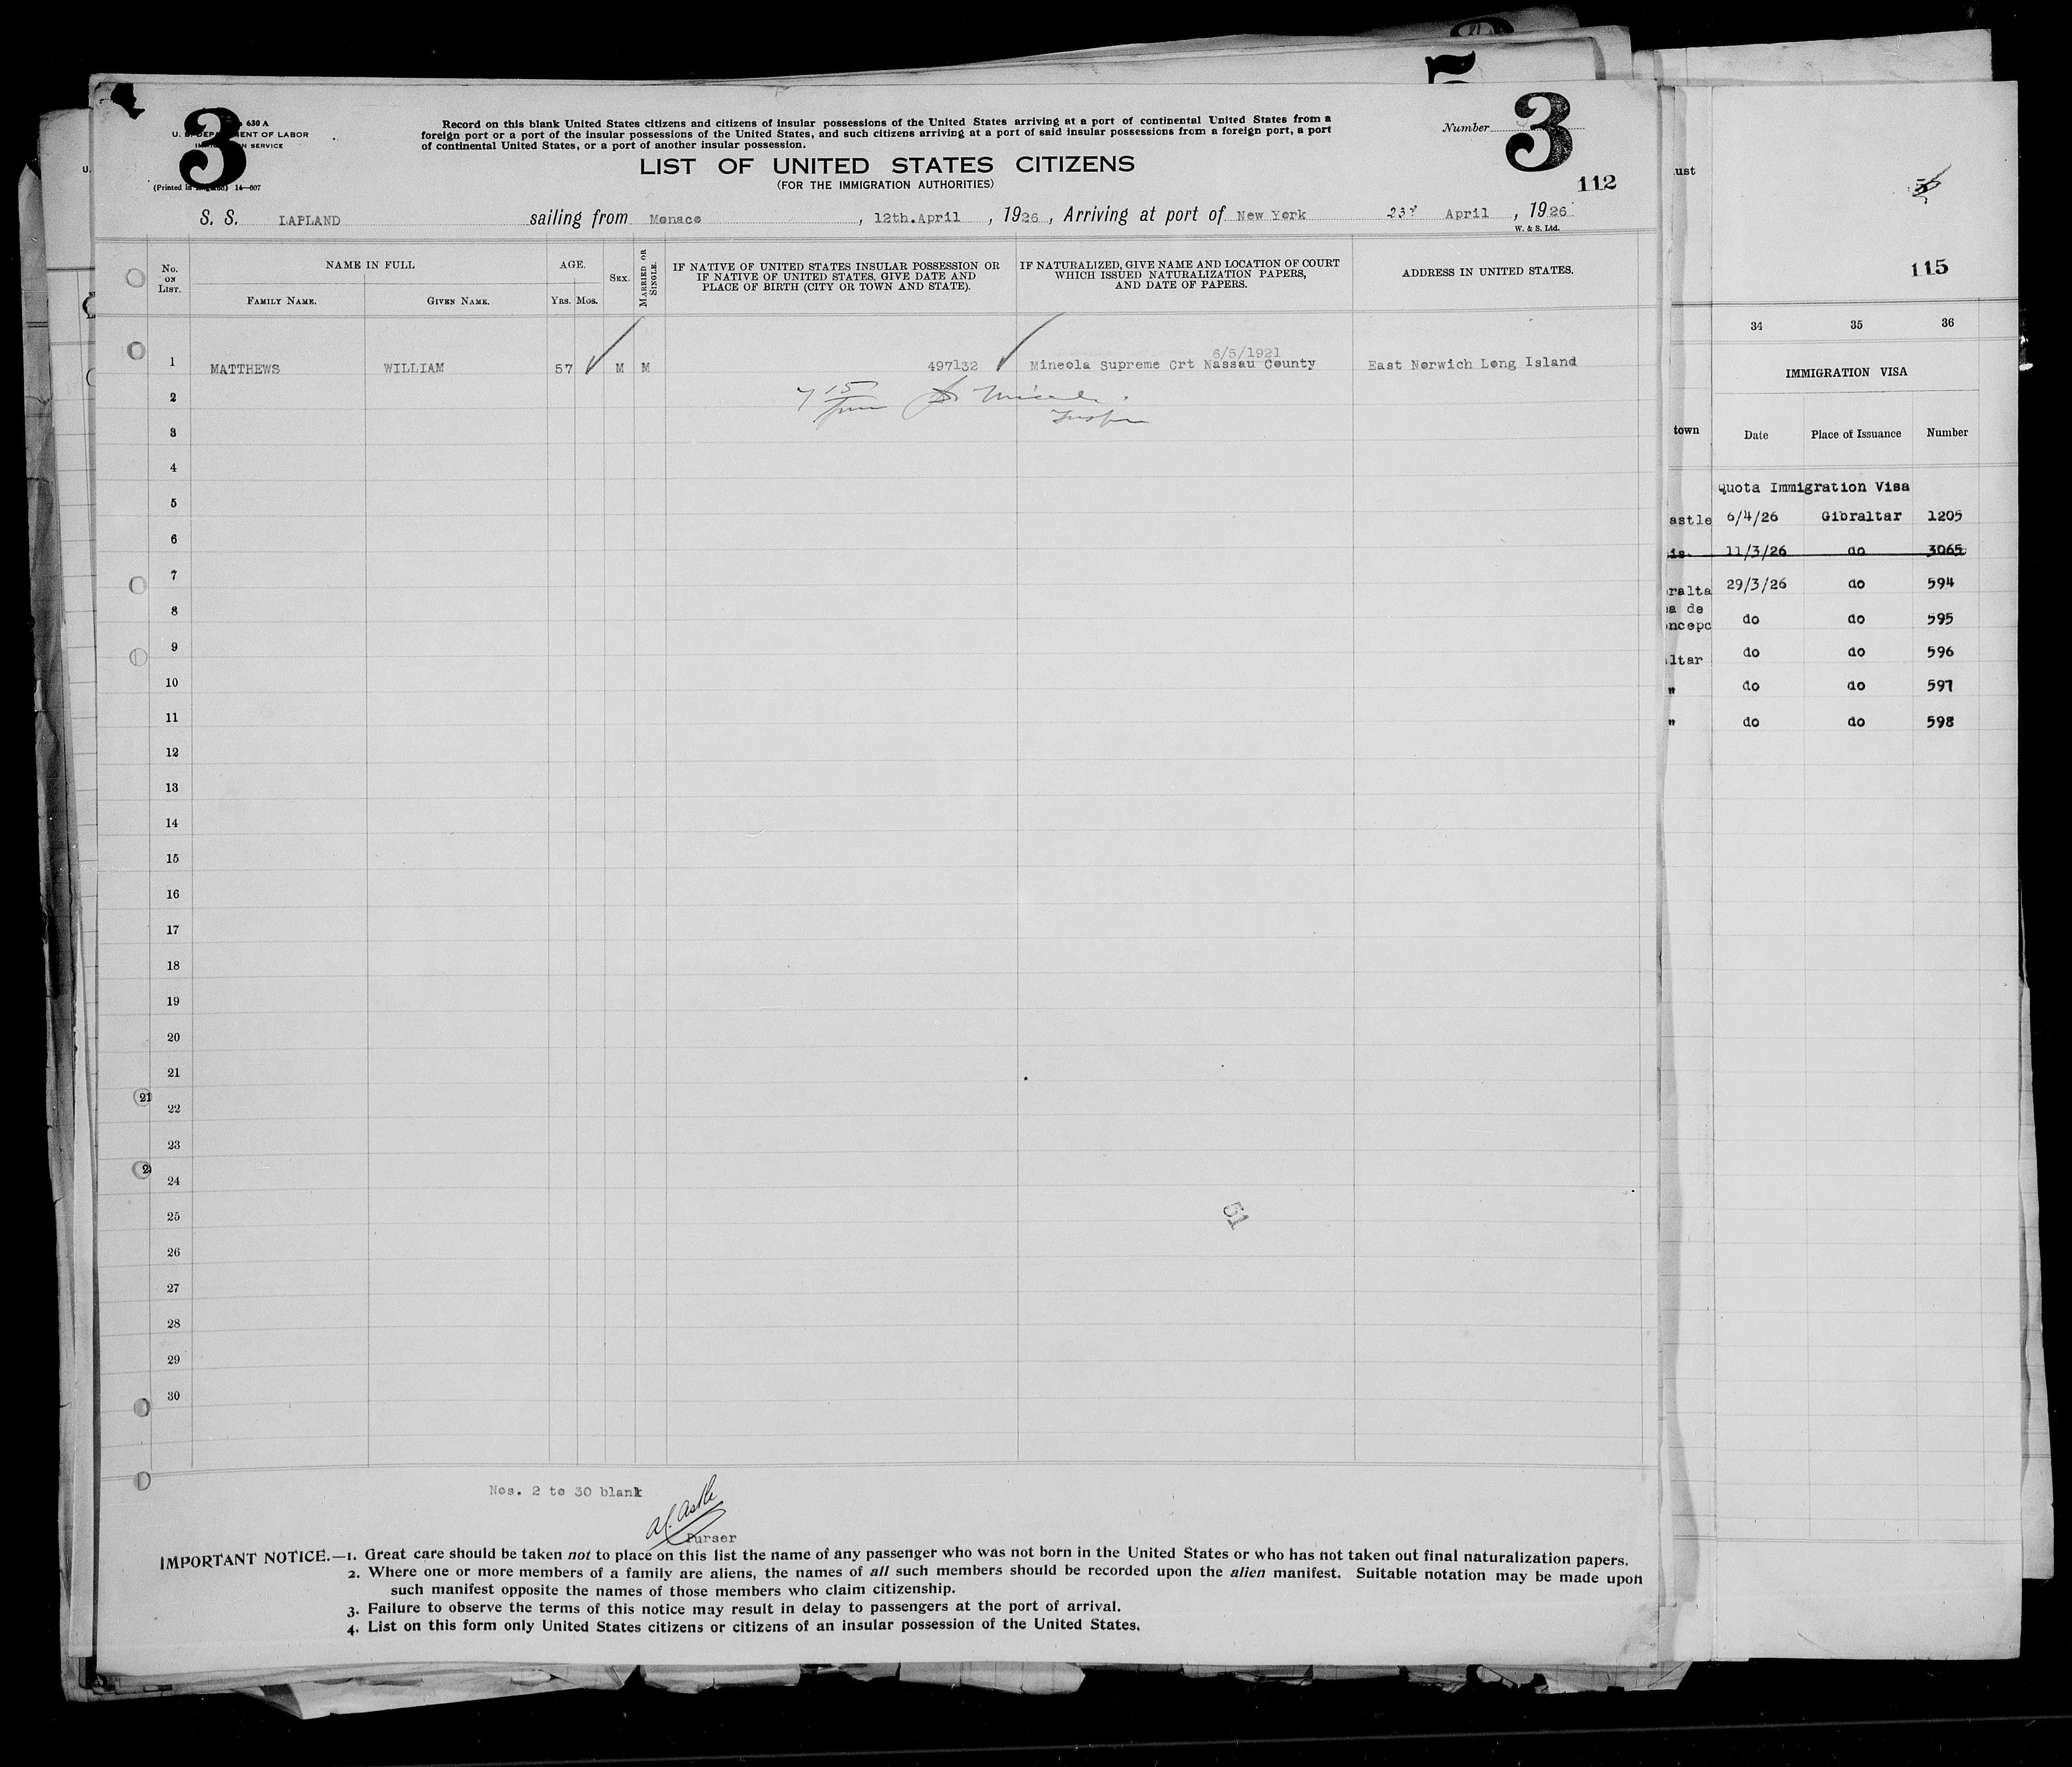 3
630 A
U. S. DEPARTMENT OF LABOR
IMMIGRATION SERVICE
(Printed in England) 14—607
Record on this blank United States citizens and citizens of insular possessions of the United States arriving at a port of continental United States from a
foreign port or a port of the insular possessions of the United States, and such citizens arriving at a port of said insular possessions from a foreign port, a port
of continental United States, or a port of another insular possession.
LIST OF UNITED STATES CITIZENS
(FOR THE IMMIGRATION AUTHORITIES)
Number 3
112
S. S. LAPLAND sailing from Monaco, 12th.April, 1926, Arriving at port of New York April, 1926
W. & S. Ltd.
No. ON LIST.
NAME IN FULL
FAMILY NAME. GIVEN NAME.
AGE.
YRS. MOS.
SEX.
MARRIED OR SINGLE.
IF NATIVE OF UNITED STATES INSULAR POSSESSION OR
IF NATIVE OF UNITED STATES, GIVE DATE AND
PLACE OF BIRTH (CITY OR TOWN AND STATE).
IF NATURALIZED, GIVE NAME AND LOCATION OF COURT
WHICH ISSUED NATURALIZATION PAPERS,
AND DATE OF PAPERS.
ADDRESS IN UNITED STATES.
6/5/1921
1 MATTHEWS WILLIAM 57 M M 497132 Mineola Supreme Crt Nassau County East Norwich Long Island
2
3
4
5
6
7
8
9
10
11
12
13
14
15
16
17
18
19
20
21
22
23
24
25
26
27
28
29
30
21
2
51
Nos. 2 to 30 blank
Purser
IMPORTANT NOTICE.—1. Great care should be taken not to place on this list the name of any passenger who was not born in the United States or who has not taken out final naturalization papers.
2. Where one or more members of a family are aliens, the names of all such members should be recorded upon the alien manifest. Suitable notation may be made upon
such manifest opposite the names of those members who claim citizenship.
3. Failure to observe the terms of this notice may result in delay to passengers at the port of arrival.
4. List on this form only United States citizens or citizens of an insular possession of the United States.
5
ust
115
34 35 36
IMMIGRATION VISA
town Date Place of Issuance Number
Quota Immigration Visa
astle 6/4/26 Gibraltar 1205
is 11/3/26 do 3065
ralta 29/3/26 do 594
a de
ncepc do do 595
ltar do do 596
" do do 597
" do do 598